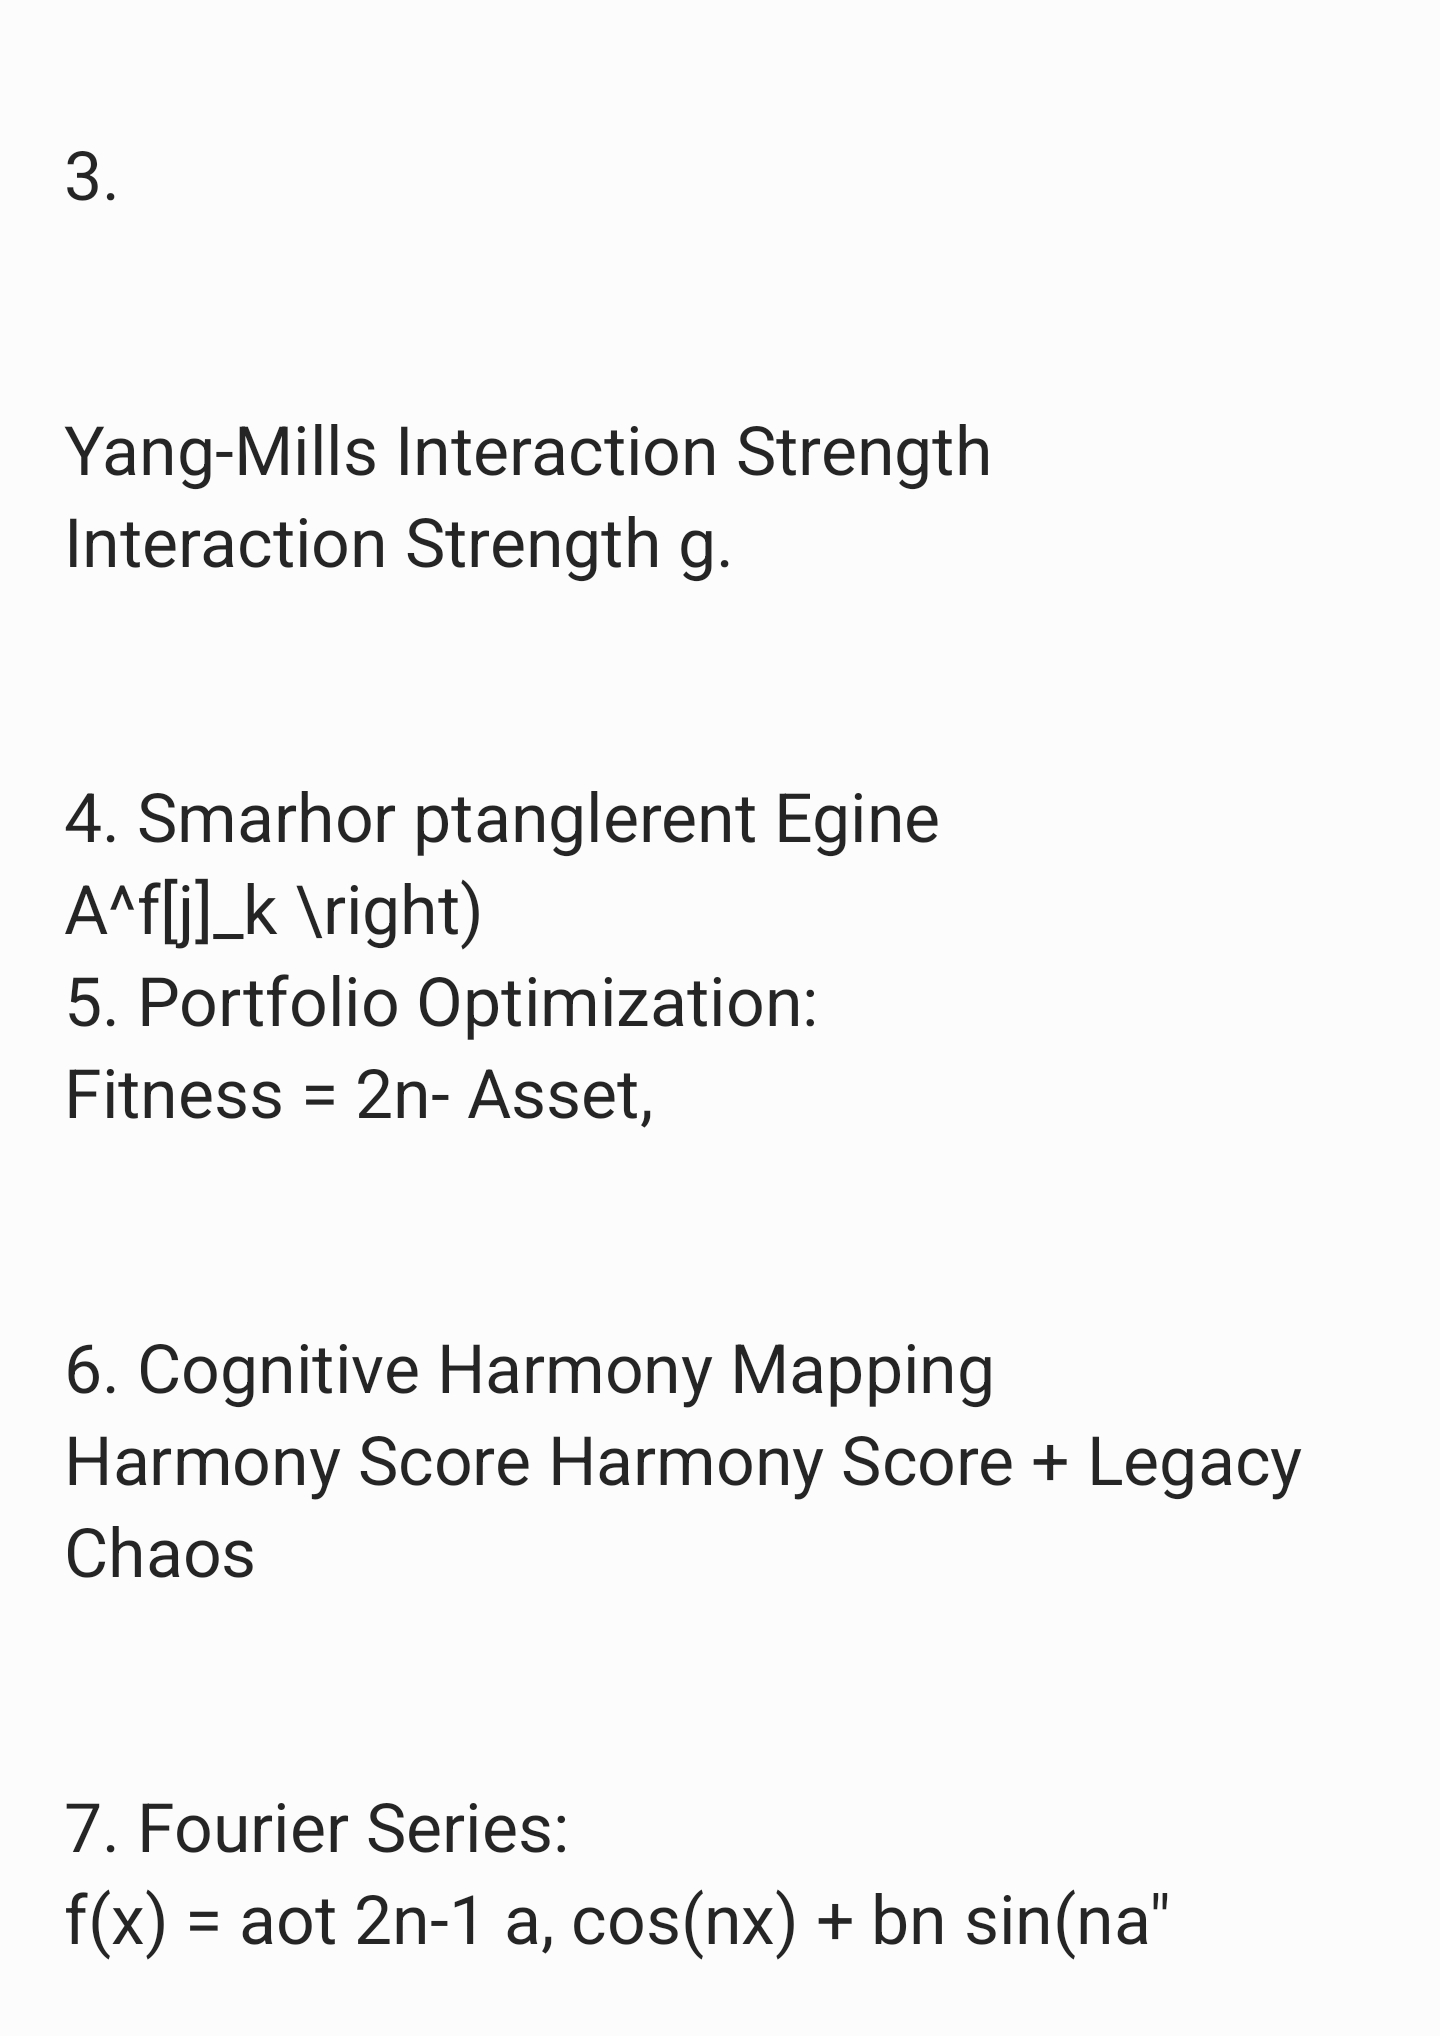 3.
Yang-Mills Interaction Strength
Interaction Strength g.
4. Smarhor ptanglerent Egine
A^f[j]_k \right)
5. Portfolio Optimization:
Fitness = 2n- Asset,
6. Cognitive Harmony Mapping
Harmony Score Harmony Score + Legacy
Chaos
7. Fourier Series:
f(x) = aot 2n-1 a, cos(nx) + bn sin(na"